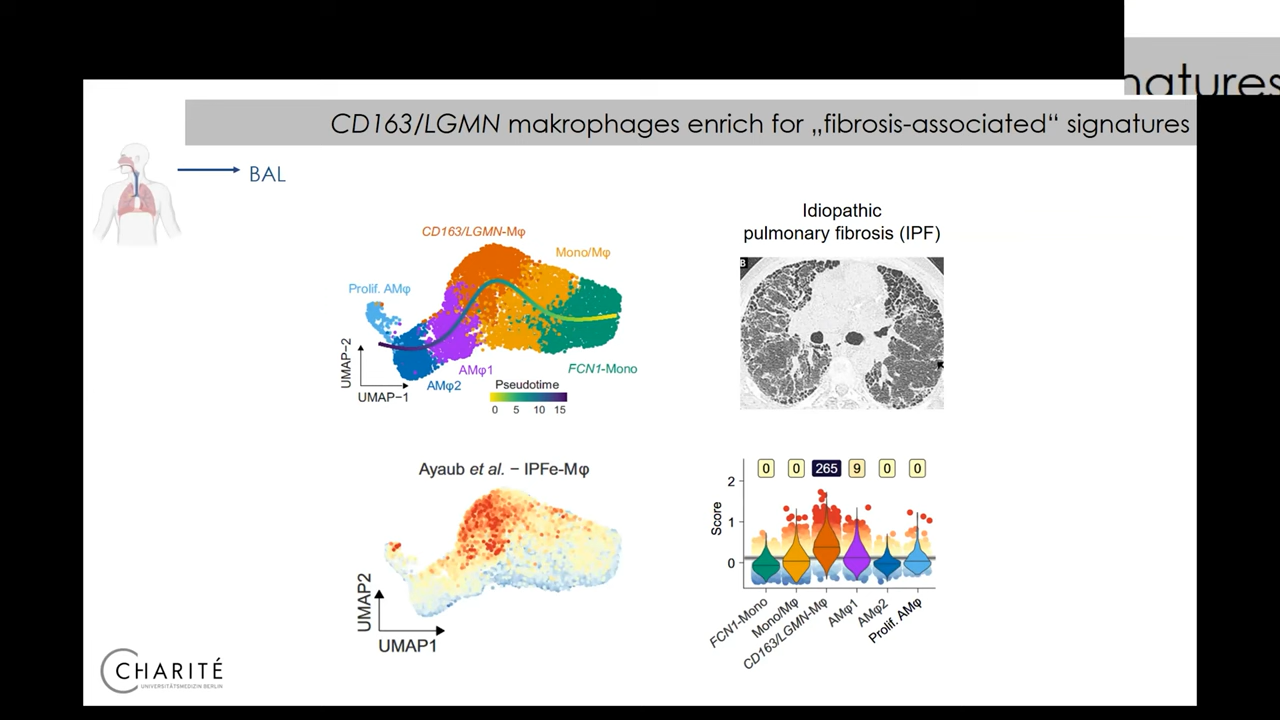 natures
CD163/LGMN makrophages enrich for „fibrosis-associated“ signatures
BAL
CD163/LGMN-Mφ
Mono/Mφ
Prolif. AMφ
AMφ1
AMφ2
FCN1-Mono
UMAP−2
UMAP−1
Pseudotime
0 5 10 15
Idiopathic
pulmonary fibrosis (IPF)
B
Ayaub et al. − IPFe-Mφ
UMAP2
UMAP1
0 0 265 9 0 0
Score
2
1
0
FCN1-Mono
Mono/Mφ
CD163/LGMN-Mφ
AMφ1
AMφ2
Prolif. AMφ
CHARITÉ
UNIVERSITÄTSMEDIZIN BERLIN